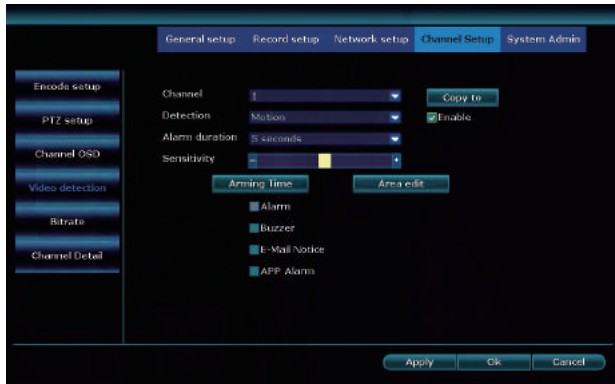 General setup Record setup Network setup Channel Setup System Admin
Encode setup
PTZ setup
Channel OSD
Video detection
Bitrate
Channel Detail
Channel 1 Copy to
Detection Motion Enable
Alarm duration 5 seconds
Sensitivity - +
Arming Time Area edit
Alarm
Buzzer
E-Mail Notice
APP Alarm
Apply Ok Cancel